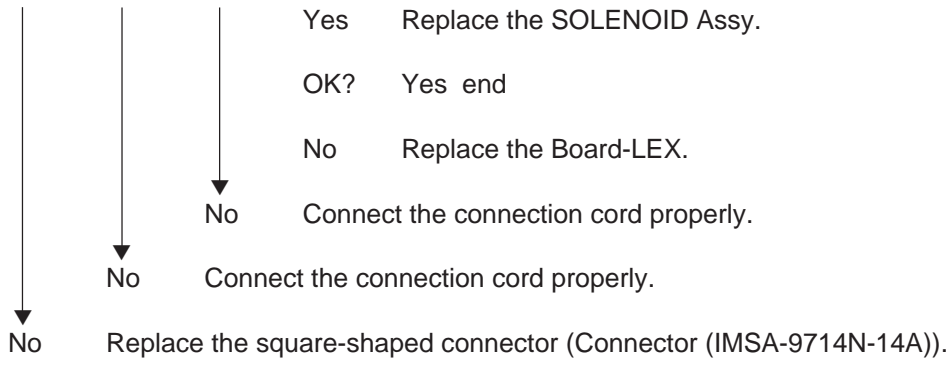 Yes Replace the SOLENOID Assy.
OK? Yes end
No Replace the Board-LEX.
No Connect the connection cord properly.
No Connect the connection cord properly.
No Replace the square-shaped connector (Connector (IMSA-9714N-14A)).